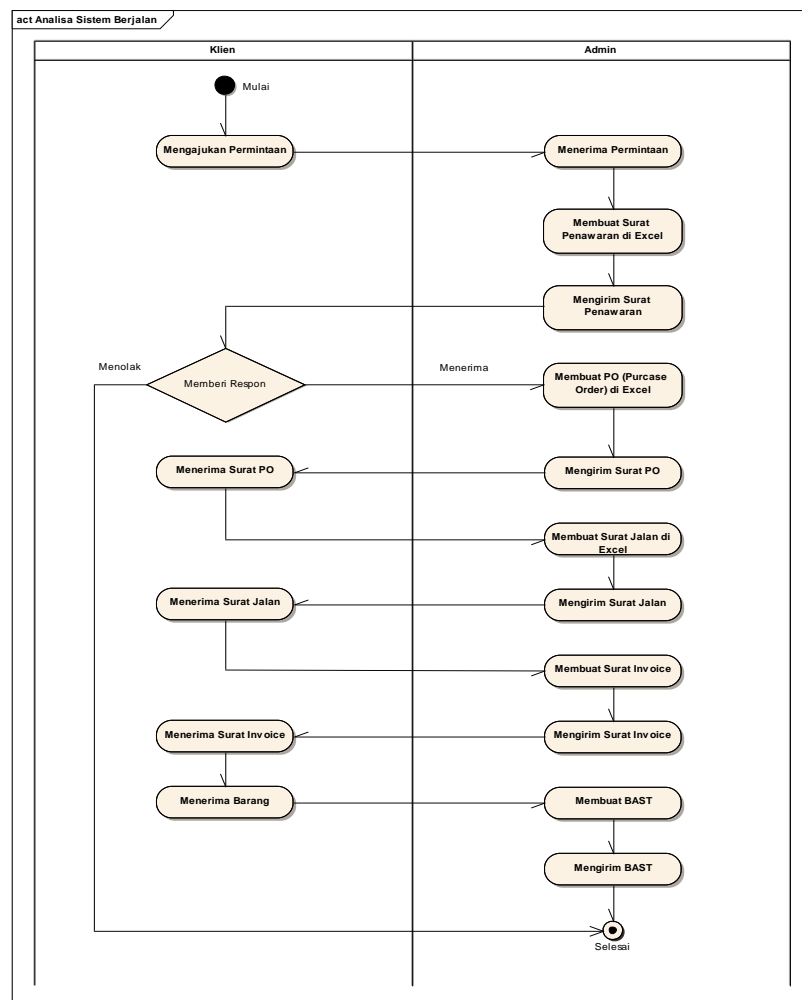 act Analisa Sistem Berjalan
Klien
Admin
Mulai
Mengajukan Permintaan
Menerima Permintaan
Membuat Surat
Penawaran di Excel
Mengirim Surat
Penawaran
Menolak
Memberi Respon
Menerima
Membuat PO (Purcase
Order) di Excel
Menerima Surat PO
Mengirim Surat PO
Membuat Surat Jalan di
Excel
Menerima Surat Jalan
Mengirim Surat Jalan
Membuat Surat Invoice
Menerima Surat Invoice
Mengirim Surat Invoice
Menerima Barang
Membuat BAST
Mengirim BAST
Selesai